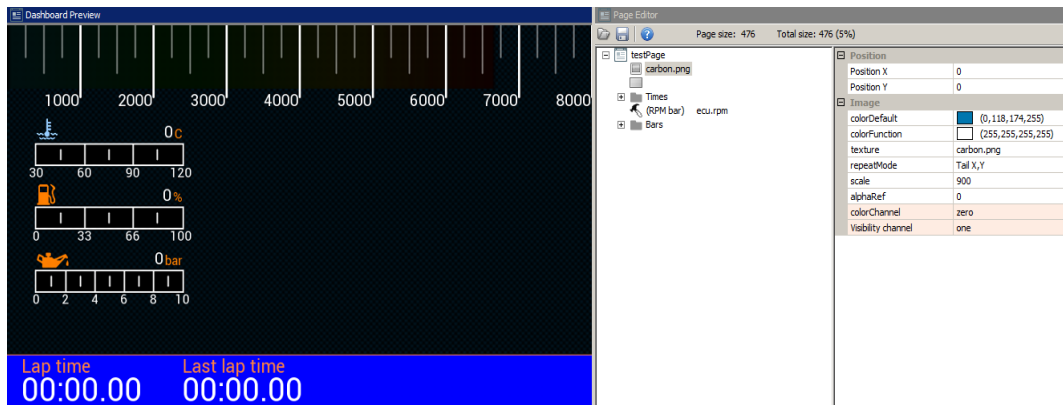 Dashboard Preview
1000 2000 3000 4000 5000 6000 7000 8000
0 C
30 60 90 120
0 %
0 33 66 100
0 bar
0 2 4 6 8 10
Lap time Last lap time
00:00.00 00:00.00
Page Editor
Page size: 476 Total size: 476 (5%)
testPage
carbon.png
Times
(RPM bar) ecu.rpm
Bars
Position
Position X 0
Position Y 0
Image
colorDefault (0,118,174,255)
colorFunction (255,255,255,255)
texture carbon.png
repeatMode Tail X,Y
scale 900
alphaRef 0
colorChannel zero
Visibility channel one